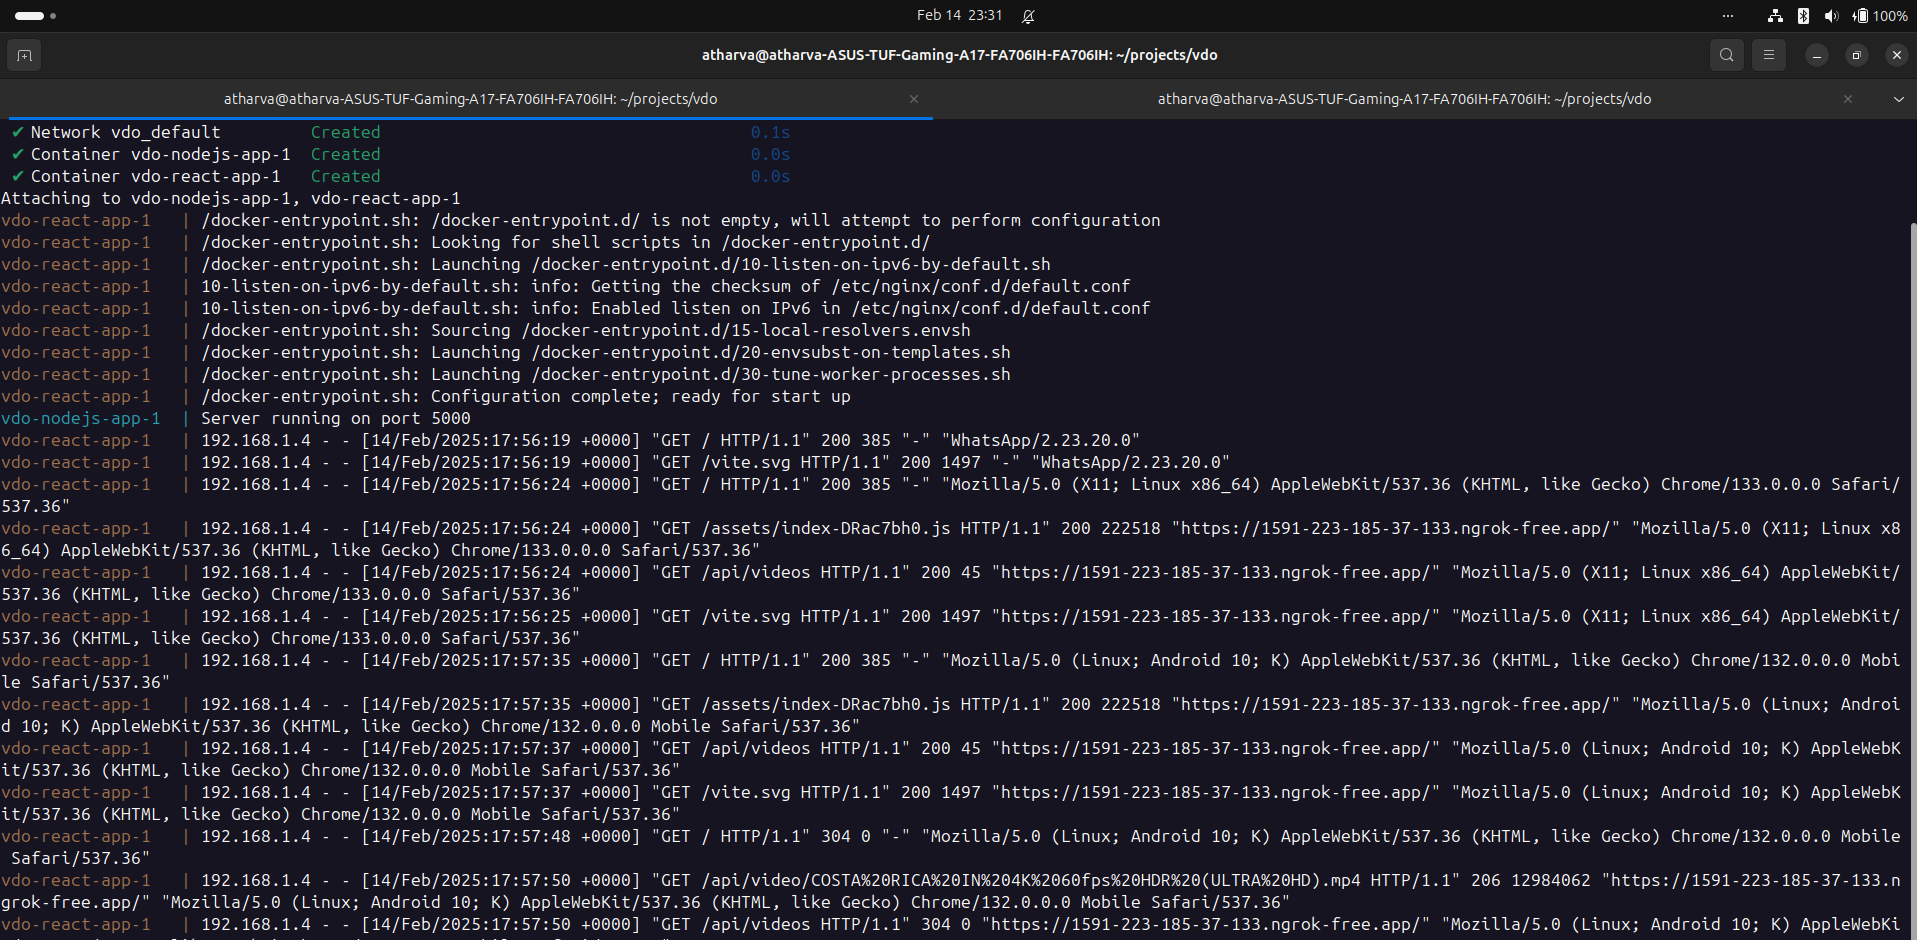 Feb 14 23:31
100%
atharva@atharva-ASUS-TUF-Gaming-A17-FA706IH-FA706IH: ~/projects/vdo
atharva@atharva-ASUS-TUF-Gaming-A17-FA706IH-FA706IH: ~/projects/vdo
atharva@atharva-ASUS-TUF-Gaming-A17-FA706IH-FA706IH: ~/projects/vdo
✔ Network vdo_default Created 0.1s
✔ Container vdo-nodejs-app-1 Created 0.0s
✔ Container vdo-react-app-1 Created 0.0s
Attaching to vdo-nodejs-app-1, vdo-react-app-1
vdo-react-app-1 | /docker-entrypoint.sh: /docker-entrypoint.d/ is not empty, will attempt to perform configuration
vdo-react-app-1 | /docker-entrypoint.sh: Looking for shell scripts in /docker-entrypoint.d/
vdo-react-app-1 | /docker-entrypoint.sh: Launching /docker-entrypoint.d/10-listen-on-ipv6-by-default.sh
vdo-react-app-1 | 10-listen-on-ipv6-by-default.sh: info: Getting the checksum of /etc/nginx/conf.d/default.conf
vdo-react-app-1 | 10-listen-on-ipv6-by-default.sh: info: Enabled listen on IPv6 in /etc/nginx/conf.d/default.conf
vdo-react-app-1 | /docker-entrypoint.sh: Sourcing /docker-entrypoint.d/15-local-resolvers.envsh
vdo-react-app-1 | /docker-entrypoint.sh: Launching /docker-entrypoint.d/20-envsubst-on-templates.sh
vdo-react-app-1 | /docker-entrypoint.sh: Launching /docker-entrypoint.d/30-tune-worker-processes.sh
vdo-react-app-1 | /docker-entrypoint.sh: Configuration complete; ready for start up
vdo-nodejs-app-1 | Server running on port 5000
vdo-react-app-1 | 192.168.1.4 - - [14/Feb/2025:17:56:19 +0000] "GET / HTTP/1.1" 200 385 "-" "WhatsApp/2.23.20.0"
vdo-react-app-1 | 192.168.1.4 - - [14/Feb/2025:17:56:19 +0000] "GET /vite.svg HTTP/1.1" 200 1497 "-" "WhatsApp/2.23.20.0"
vdo-react-app-1 | 192.168.1.4 - - [14/Feb/2025:17:56:24 +0000] "GET / HTTP/1.1" 200 385 "-" "Mozilla/5.0 (X11; Linux x86_64) AppleWebKit/537.36 (KHTML, like Gecko) Chrome/133.0.0.0 Safari/
537.36"
vdo-react-app-1 | 192.168.1.4 - - [14/Feb/2025:17:56:24 +0000] "GET /assets/index-DRac7bh0.js HTTP/1.1" 200 222518 "https://1591-223-185-37-133.ngrok-free.app/" "Mozilla/5.0 (X11; Linux x8
6_64) AppleWebKit/537.36 (KHTML, like Gecko) Chrome/133.0.0.0 Safari/537.36"
vdo-react-app-1 | 192.168.1.4 - - [14/Feb/2025:17:56:24 +0000] "GET /api/videos HTTP/1.1" 200 45 "https://1591-223-185-37-133.ngrok-free.app/" "Mozilla/5.0 (X11; Linux x86_64) AppleWebKit/
537.36 (KHTML, like Gecko) Chrome/133.0.0.0 Safari/537.36"
vdo-react-app-1 | 192.168.1.4 - - [14/Feb/2025:17:56:25 +0000] "GET /vite.svg HTTP/1.1" 200 1497 "https://1591-223-185-37-133.ngrok-free.app/" "Mozilla/5.0 (X11; Linux x86_64) AppleWebKit/
537.36 (KHTML, like Gecko) Chrome/133.0.0.0 Safari/537.36"
vdo-react-app-1 | 192.168.1.4 - - [14/Feb/2025:17:57:35 +0000] "GET / HTTP/1.1" 200 385 "-" "Mozilla/5.0 (Linux; Android 10; K) AppleWebKit/537.36 (KHTML, like Gecko) Chrome/132.0.0.0 Mobi
le Safari/537.36"
vdo-react-app-1 | 192.168.1.4 - - [14/Feb/2025:17:57:35 +0000] "GET /assets/index-DRac7bh0.js HTTP/1.1" 200 222518 "https://1591-223-185-37-133.ngrok-free.app/" "Mozilla/5.0 (Linux; Androi
d 10; K) AppleWebKit/537.36 (KHTML, like Gecko) Chrome/132.0.0.0 Mobile Safari/537.36"
vdo-react-app-1 | 192.168.1.4 - - [14/Feb/2025:17:57:37 +0000] "GET /api/videos HTTP/1.1" 200 45 "https://1591-223-185-37-133.ngrok-free.app/" "Mozilla/5.0 (Linux; Android 10; K) AppleWebK
it/537.36 (KHTML, like Gecko) Chrome/132.0.0.0 Mobile Safari/537.36"
vdo-react-app-1 | 192.168.1.4 - - [14/Feb/2025:17:57:37 +0000] "GET /vite.svg HTTP/1.1" 200 1497 "https://1591-223-185-37-133.ngrok-free.app/" "Mozilla/5.0 (Linux; Android 10; K) AppleWebK
it/537.36 (KHTML, like Gecko) Chrome/132.0.0.0 Mobile Safari/537.36"
vdo-react-app-1 | 192.168.1.4 - - [14/Feb/2025:17:57:48 +0000] "GET / HTTP/1.1" 304 0 "-" "Mozilla/5.0 (Linux; Android 10; K) AppleWebKit/537.36 (KHTML, like Gecko) Chrome/132.0.0.0 Mobile
Safari/537.36"
vdo-react-app-1 | 192.168.1.4 - - [14/Feb/2025:17:57:50 +0000] "GET /api/video/COSTA%20RICA%20IN%204K%2060fps%20HDR%20(ULTRA%20HD).mp4 HTTP/1.1" 206 12984062 "https://1591-223-185-37-133.n
grok-free.app/" "Mozilla/5.0 (Linux; Android 10; K) AppleWebKit/537.36 (KHTML, like Gecko) Chrome/132.0.0.0 Mobile Safari/537.36"
vdo-react-app-1 | 192.168.1.4 - - [14/Feb/2025:17:57:50 +0000] "GET /api/videos HTTP/1.1" 304 0 "https://1591-223-185-37-133.ngrok-free.app/" "Mozilla/5.0 (Linux; Android 10; K) AppleWebKi